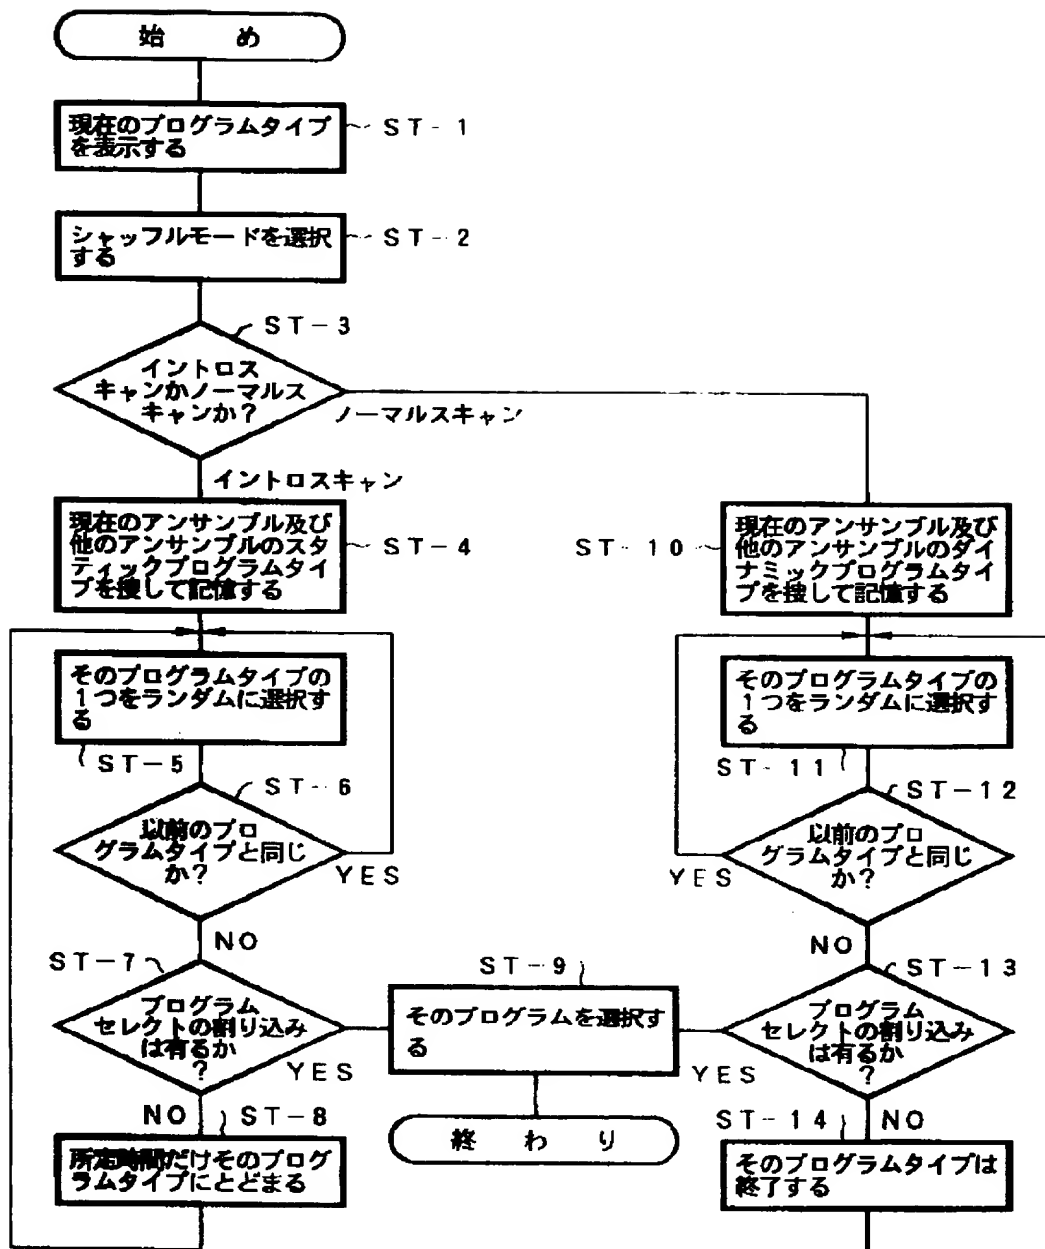 始 め
現在のプログラムタイプ
を表示する
ST-1
シャッフルモードを選択
する
ST-2
ST-3
イントロス
キャンかノーマルス
キャンか?
ノーマルスキャン
イントロスキャン
現在のアンサンブル及び
他のアンサンブルのスタ
ティックプログラムタイ
プを捜して記憶する
ST-4
ST-10
現在のアンサンブル及び
他のアンサンブルのダイ
ナミックプログラムタイ
プを捜して記憶する
そのプログラムタイプの
1つをランダムに選択す
る
ST-5
そのプログラムタイプの
1つをランダムに選択す
る
ST-11
ST-6
以前のプロ
グラムタイプと同じ
か?
YES
NO
ST-12
以前のプロ
グラムタイプと同じ
か?
YES
NO
ST-7
プログラム
セレクトの割り込み
は有るか
?
YES
NO
ST-9
そのプログラムを選択す
る
終 わ り
ST-13
プログラム
セレクトの割り込み
は有るか
?
YES
NO
ST-8
所定時間だけそのプログ
ラムタイプにとどまる
ST-14
そのプログラムタイプは
終了する